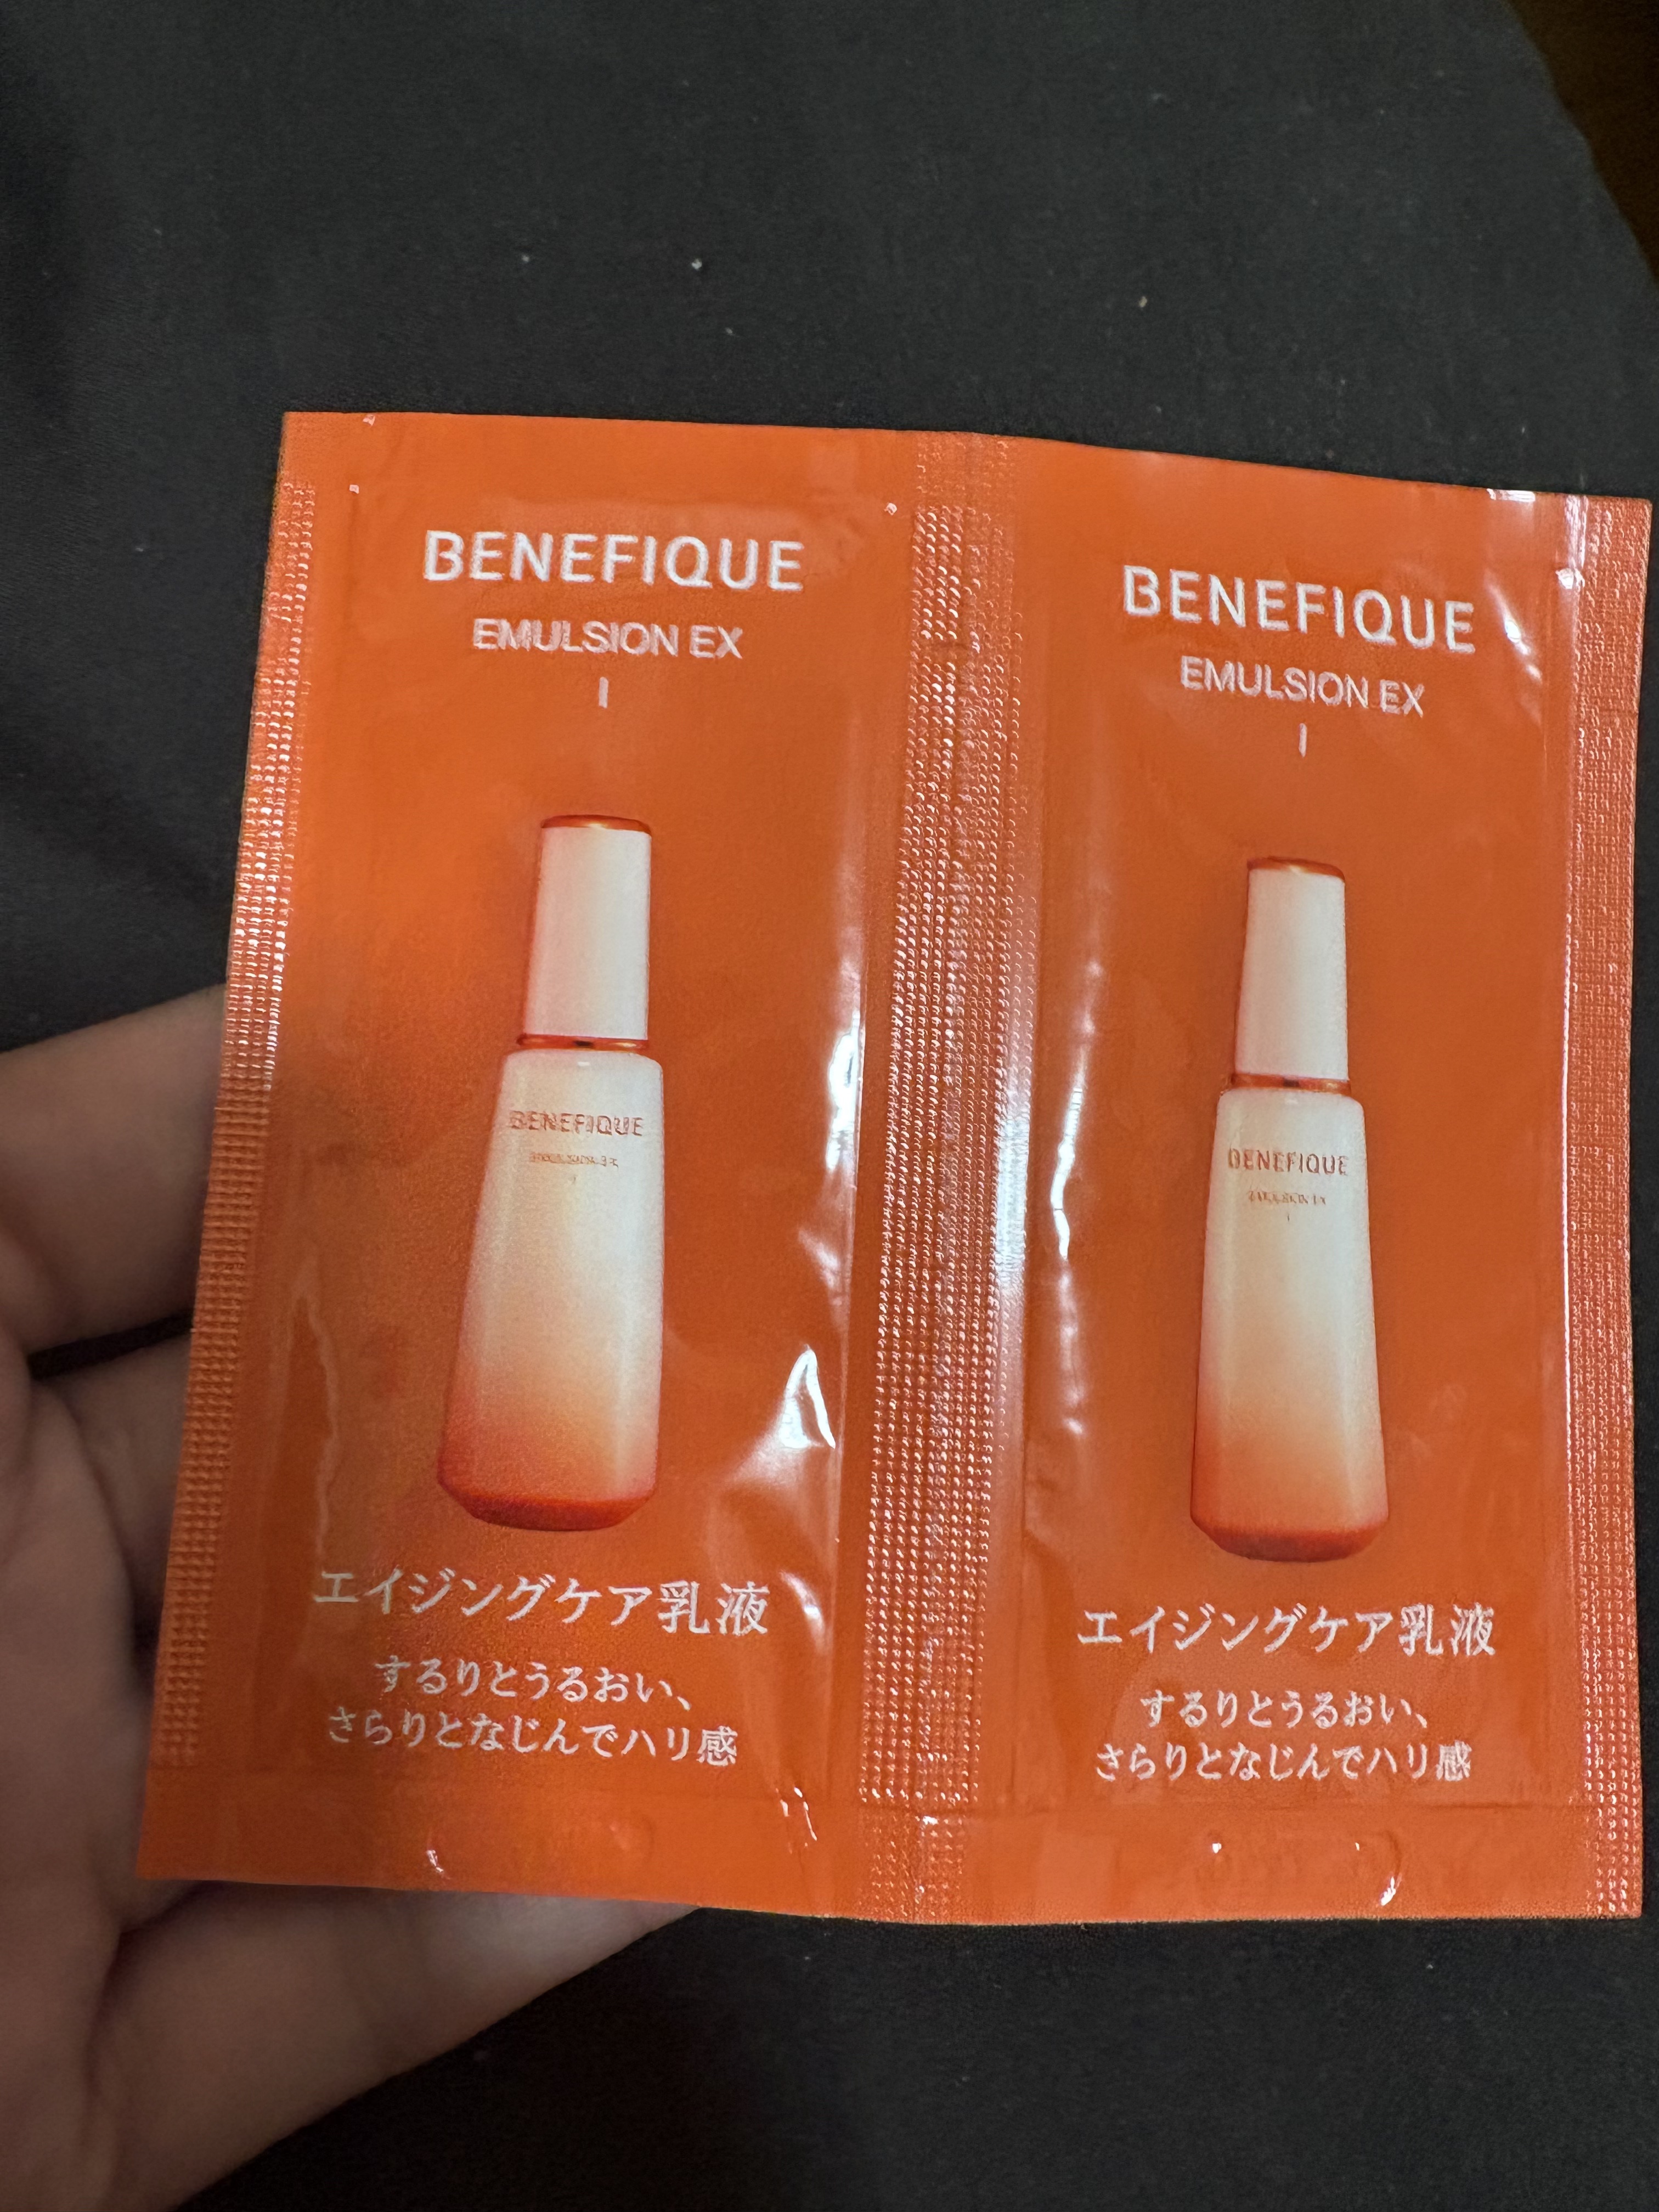 BENEFIQUE
EMULSION EX
I
BENEFIQUE
エイジングケア乳液
するりとうるおい、
さらりとなじんでハリ感
BENEFIQUE
EMULSION EX
I
BENEFIQUE
EMULSION EX
I
エイジングケア乳液
するりとうるおい、
さらりとなじんでハリ感